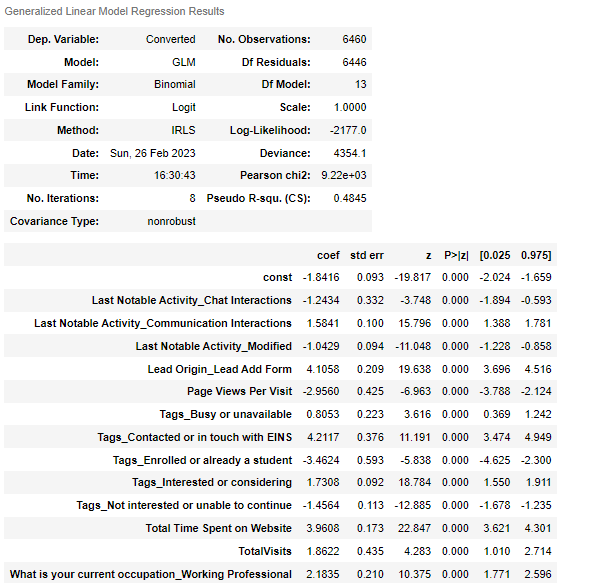 Generalized Linear Model Regression Results
Dep. Variable: Converted No. Observations: 6460
Model: GLM Df Residuals: 6446
Model Family: Binomial Df Model: 13
Link Function: Logit Scale: 1.0000
Method: IRLS Log-Likelihood: -2177.0
Date: Sun, 26 Feb 2023 Deviance: 4354.1
Time: 16:30:43 Pearson chi2: 9.22e+03
No. Iterations: 8 Pseudo R-squ. (CS): 0.4845
Covariance Type: nonrobust
coef std err z P>|z| [0.025 0.975]
const -1.8416 0.093 -19.817 0.000 -2.024 -1.659
Last Notable Activity_Chat Interactions -1.2434 0.332 -3.748 0.000 -1.894 -0.593
Last Notable Activity_Communication Interactions 1.5841 0.100 15.796 0.000 1.388 1.781
Last Notable Activity_Modified -1.0429 0.094 -11.048 0.000 -1.228 -0.858
Lead Origin_Lead Add Form 4.1058 0.209 19.638 0.000 3.696 4.516
Page Views Per Visit -2.9560 0.425 -6.963 0.000 -3.788 -2.124
Tags_Busy or unavailable 0.8053 0.223 3.616 0.000 0.369 1.242
Tags_Contacted or in touch with EINS 4.2117 0.376 11.191 0.000 3.474 4.949
Tags_Enrolled or already a student -3.4624 0.593 -5.838 0.000 -4.625 -2.300
Tags_Interested or considering 1.7308 0.092 18.784 0.000 1.550 1.911
Tags_Not interested or unable to continue -1.4564 0.113 -12.885 0.000 -1.678 -1.235
Total Time Spent on Website 3.9608 0.173 22.847 0.000 3.621 4.301
TotalVisits 1.8622 0.435 4.283 0.000 1.010 2.714
What is your current occupation_Working Professional 2.1835 0.210 10.375 0.000 1.771 2.596